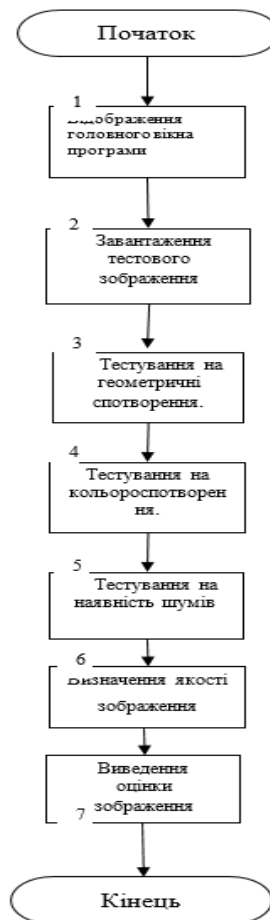 Початок
1
Відображення
головного вікна
програми
2
Завантаження
тестового
зображення
3
Тестування на
геометричні
спотворення.
4
Тестування на
кольороспотворен
ня.
5
Тестування на
наявність шумів
6
Визначення якості
зображення
Виведення
оцінки
7 зображення
Кінець